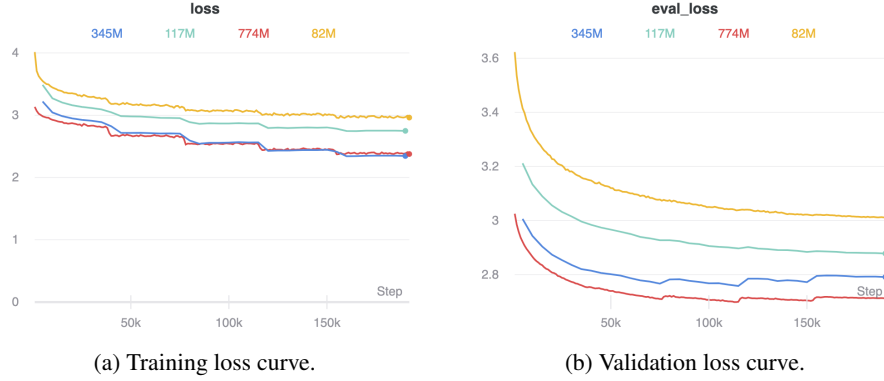 loss
345M 117M 774M 82M
4
3
2
1
0
Step
50k 100k 150k
(a) Training loss curve.
eval_loss
345M 117M 774M 82M
3.6
3.4
3.2
3
2.8
Step
50k 100k 150k
(b) Validation loss curve.